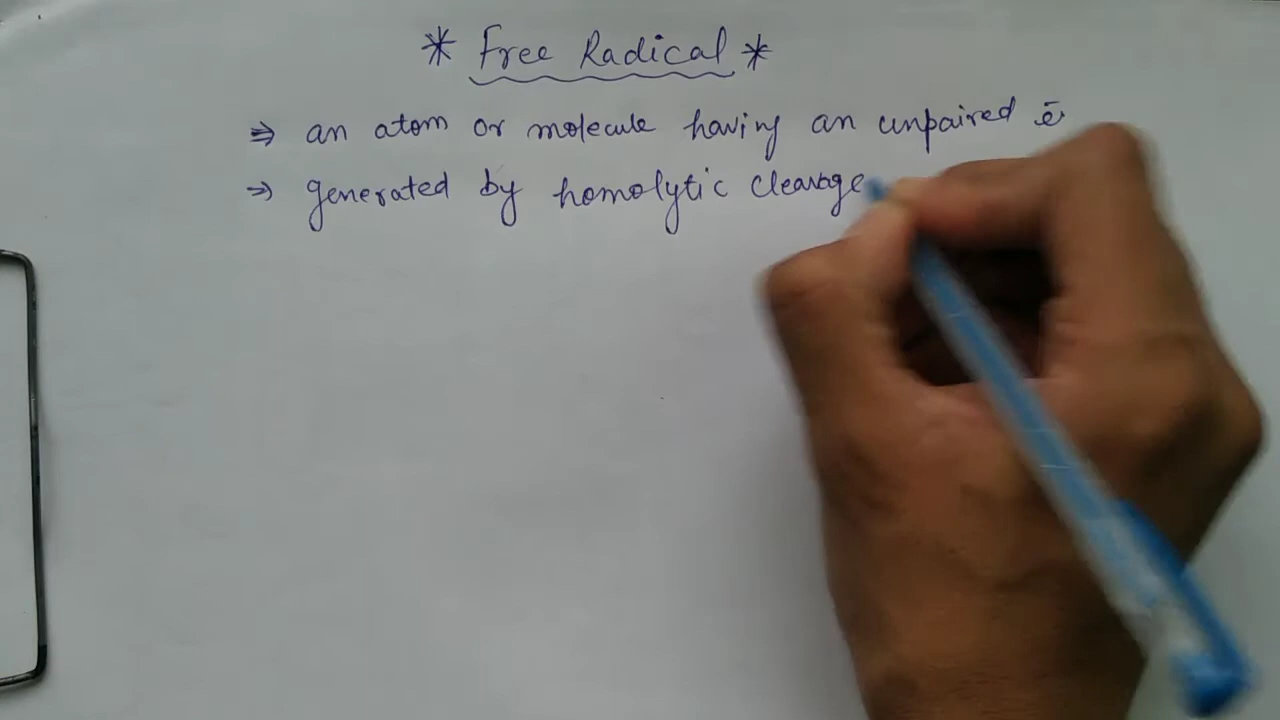 * Free Radical *
⇒ an atom or molecule having an unpaired ē
⇒ generated by homolytic cleavage